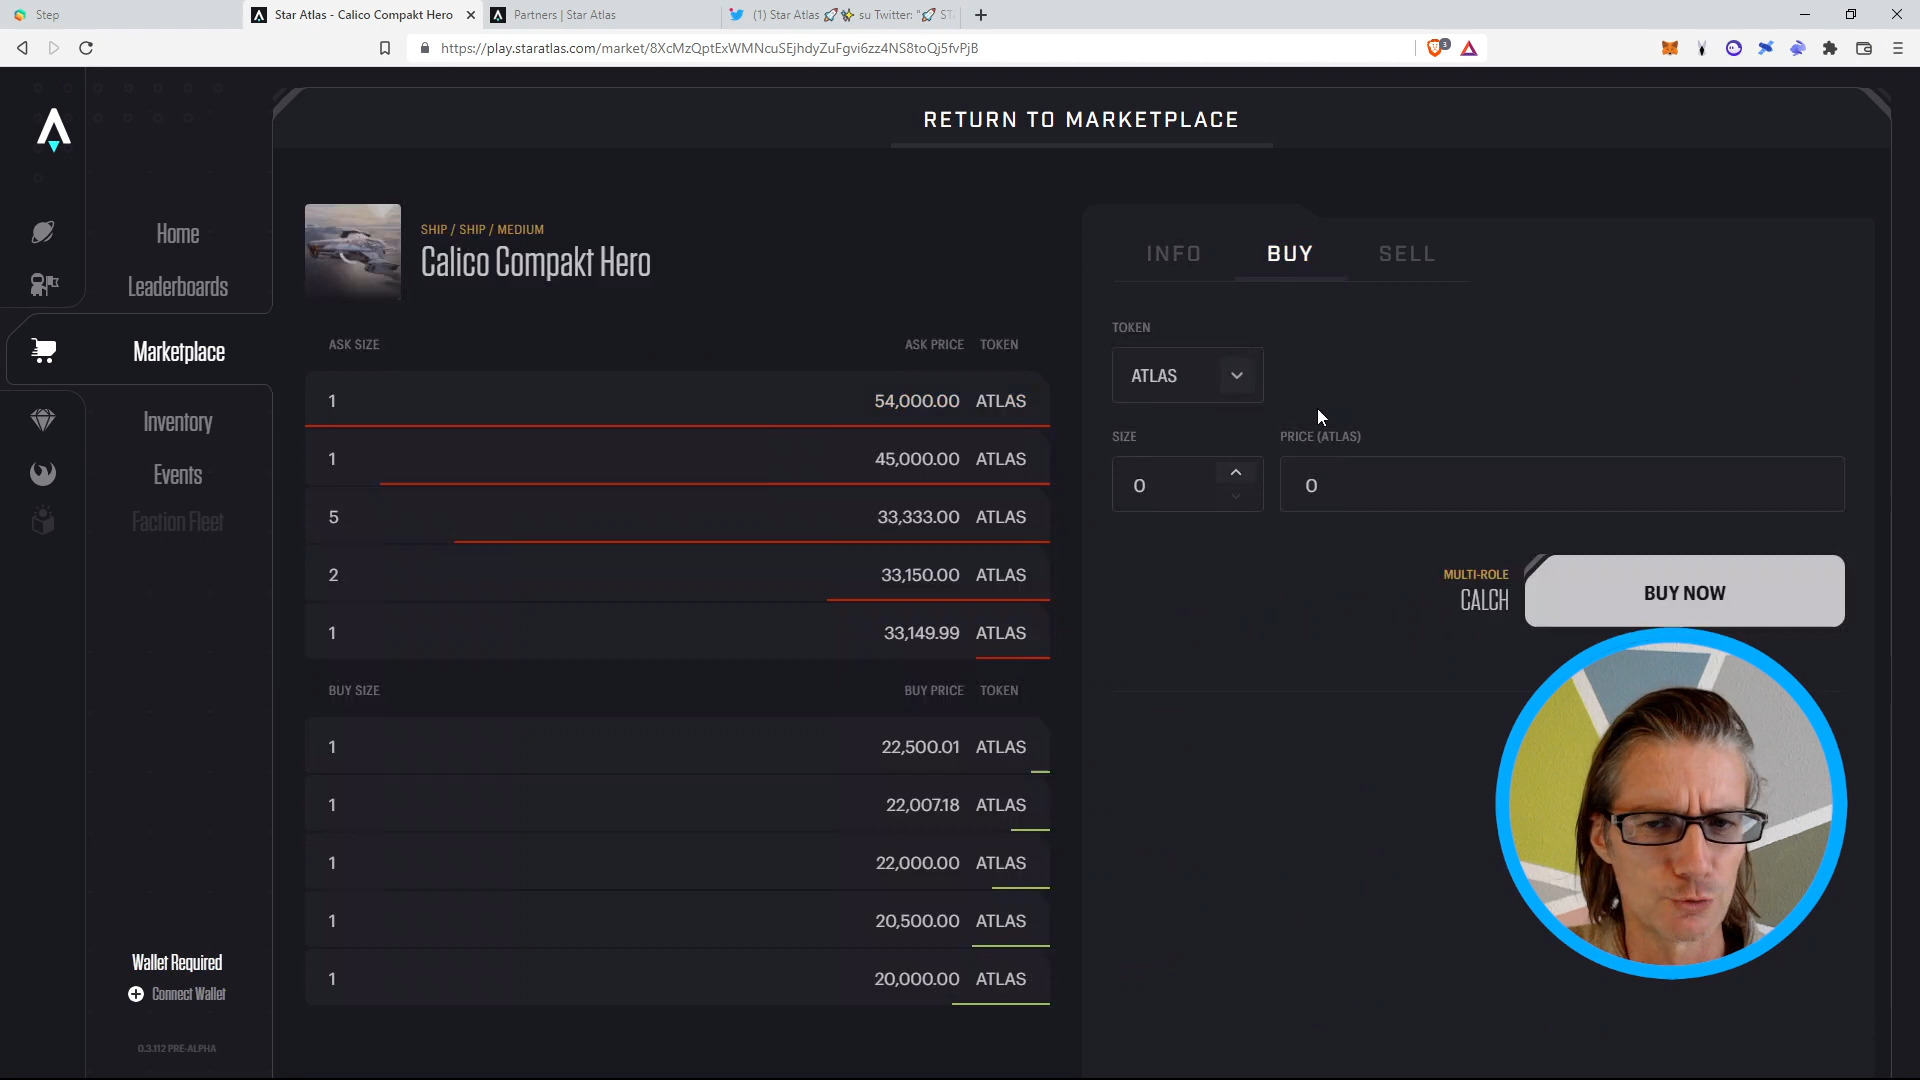 Step
Star Atlas - Calico Compakt Hero
Partners | Star Atlas
(1) Star Atlas 🚀✨ su Twitter: "🚀 ST
https://play.staratlas.com/market/8XcMzQptExWMNcuSEjhdyZuFgvi6zz4NS8toQj5fvPjB
3
RETURN TO MARKETPLACE
Home
Leaderboards
Marketplace
Inventory
Events
Faction Fleet
Wallet Required
Connect Wallet
0.3.112 PRE-ALPHA
SHIP / SHIP / MEDIUM
Calico Compakt Hero
ASK SIZE ASK PRICE TOKEN
1 54,000.00 ATLAS
1 45,000.00 ATLAS
5 33,333.00 ATLAS
2 33,150.00 ATLAS
1 33,149.99 ATLAS
BUY SIZE BUY PRICE TOKEN
1 22,500.01 ATLAS
1 22,007.18 ATLAS
1 22,000.00 ATLAS
1 20,500.00 ATLAS
1 20,000.00 ATLAS
INFO BUY SELL
TOKEN
ATLAS
SIZE PRICE (ATLAS)
0 0
MULTI-ROLE
CALCH
BUY NOW